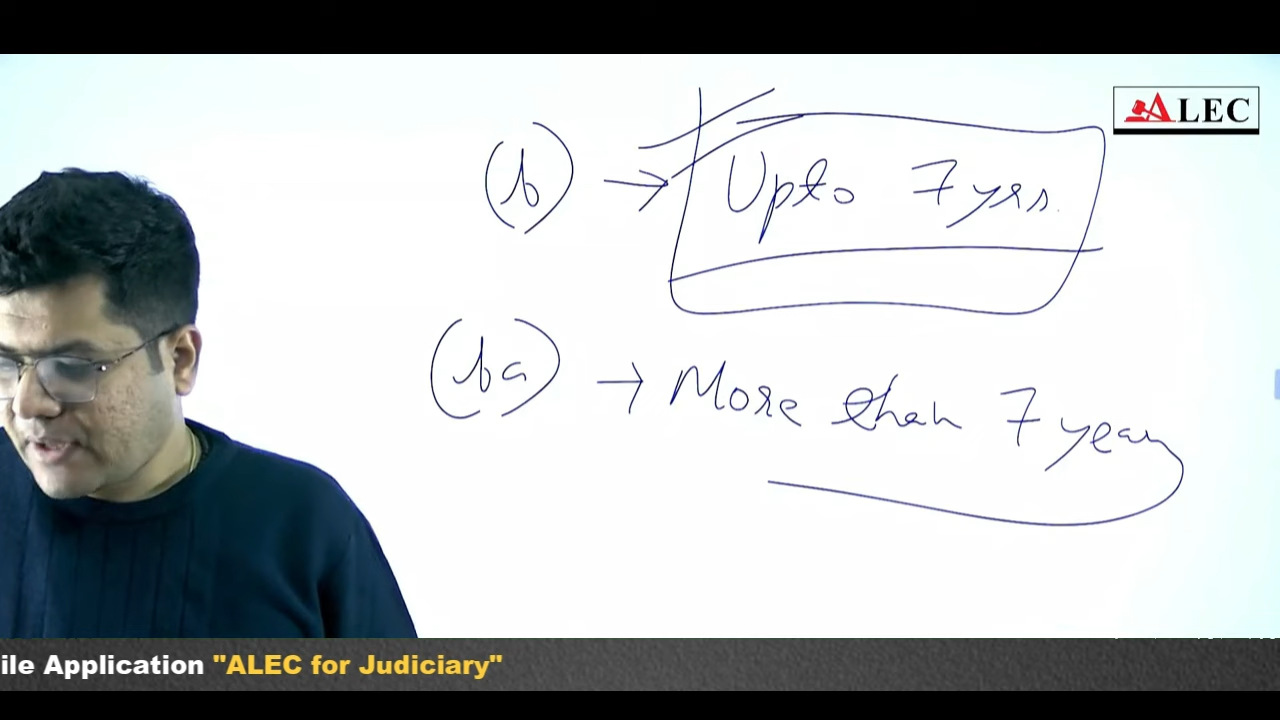 ALEC
(b) → Upto 7 yrs.
(ba) → More than 7 years
ile Application "ALEC for Judiciary"